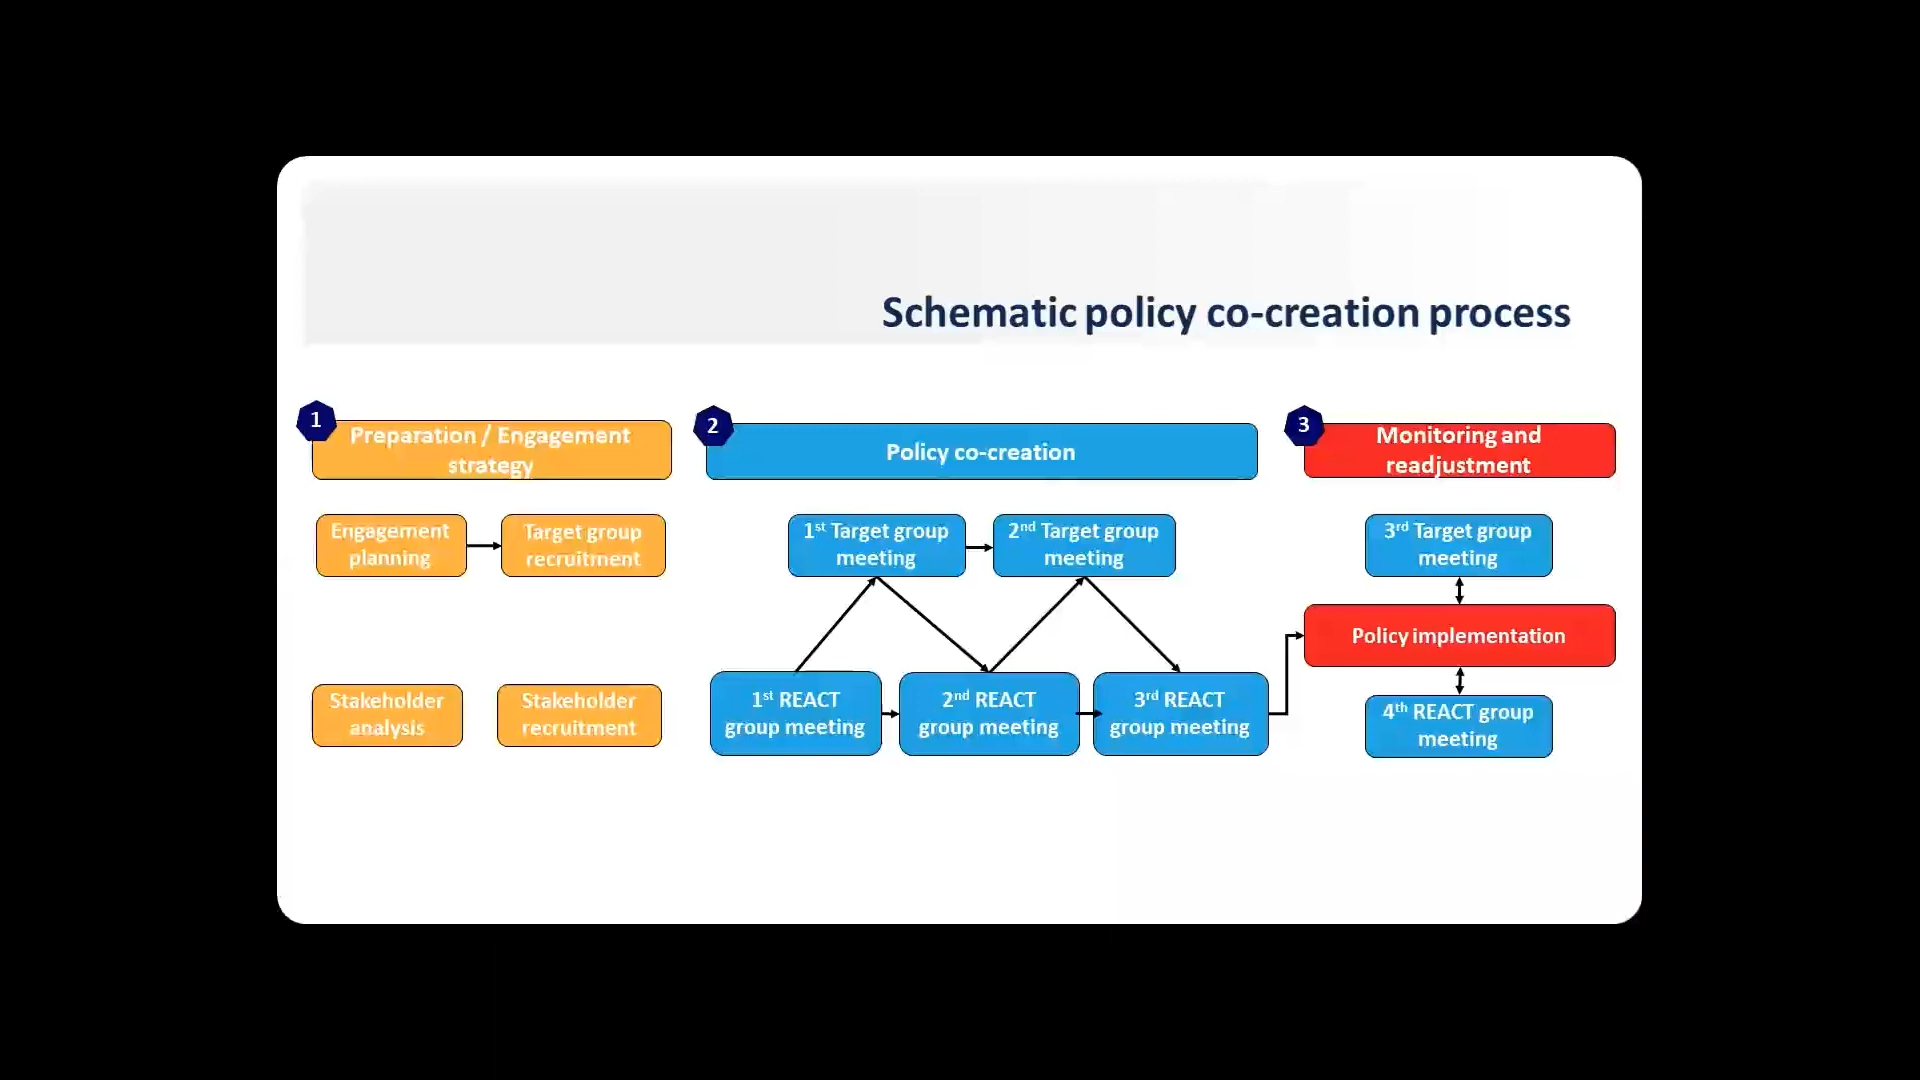 Schematic policy co-creation process
1
Preparation / Engagement
strategy
Engagement
planning
Target group
recruitment
Stakeholder
analysis
Stakeholder
recruitment
2
Policy co-creation
1st Target group
meeting
2nd Target group
meeting
1st REACT
group meeting
2nd REACT
group meeting
3rd REACT
group meeting
3
Monitoring and
readjustment
3rd Target group
meeting
Policy implementation
4th REACT group
meeting